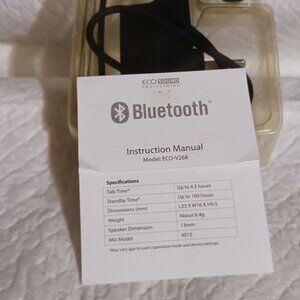 ECO SOUND
ENGINEERING
Bluetooth®
Instruction Manual
Model: ECO-V268
Specifications
Talk Time* Up to 4.5 hours
Standby Time* Up to 100 hours
Dimensions (mm) L33 X W16 X H9.5
Weight About 6.4g
Speaker Dimension 13mm
Mic Model 4015
*May vary due to user's operation mode and device settings.